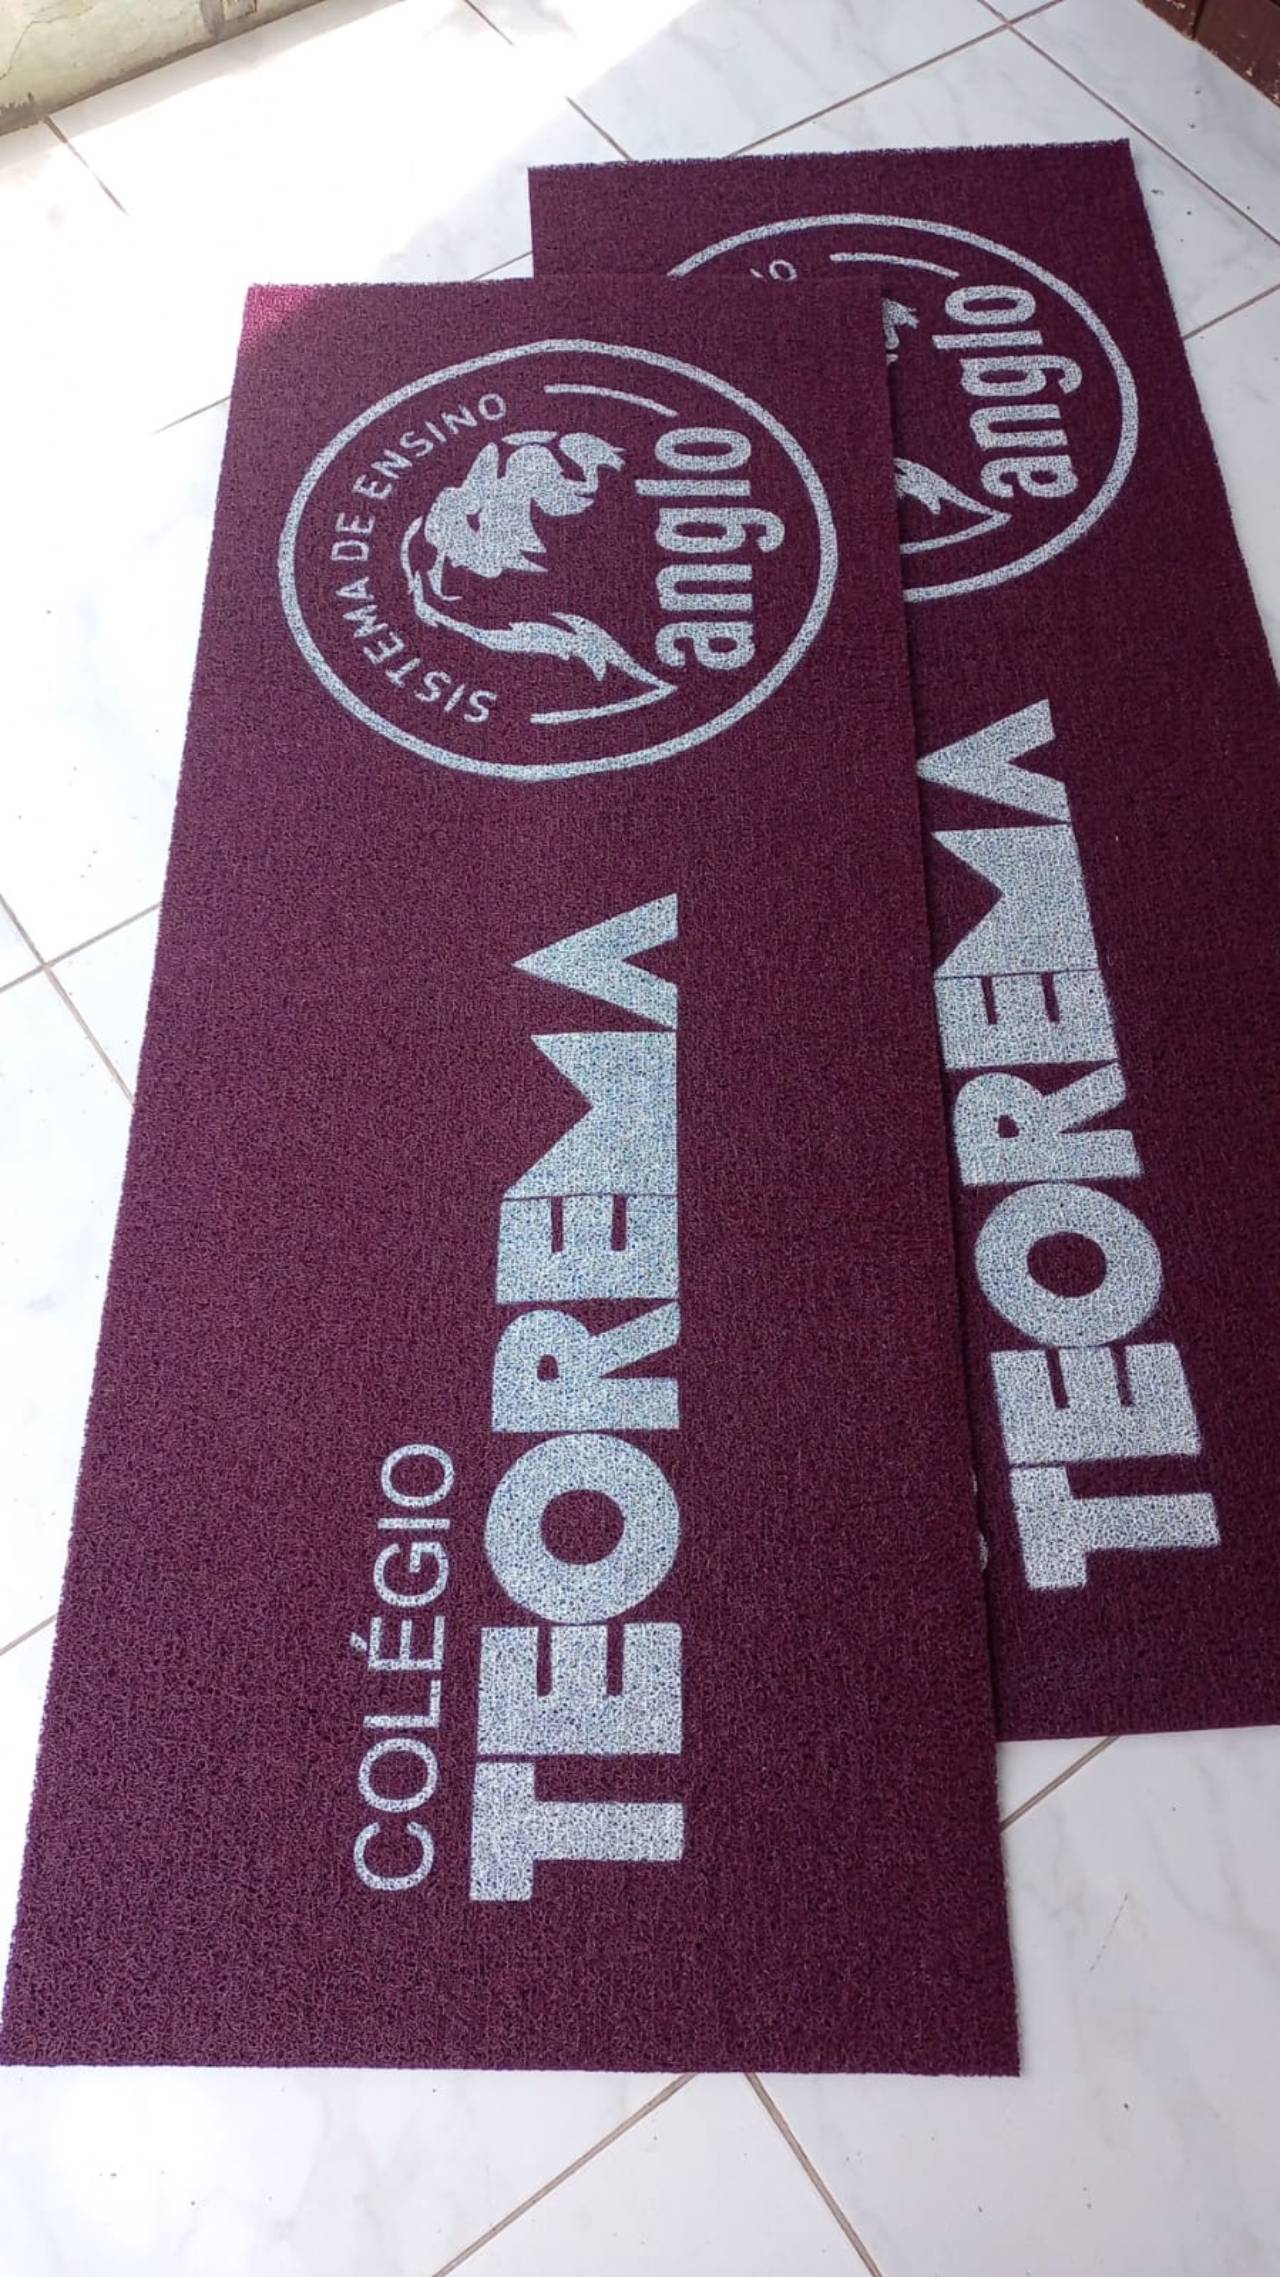 COLÉGIO
TEOREMA
SISTEMA DE ENSINO
anglo
TEOREMA
anglo